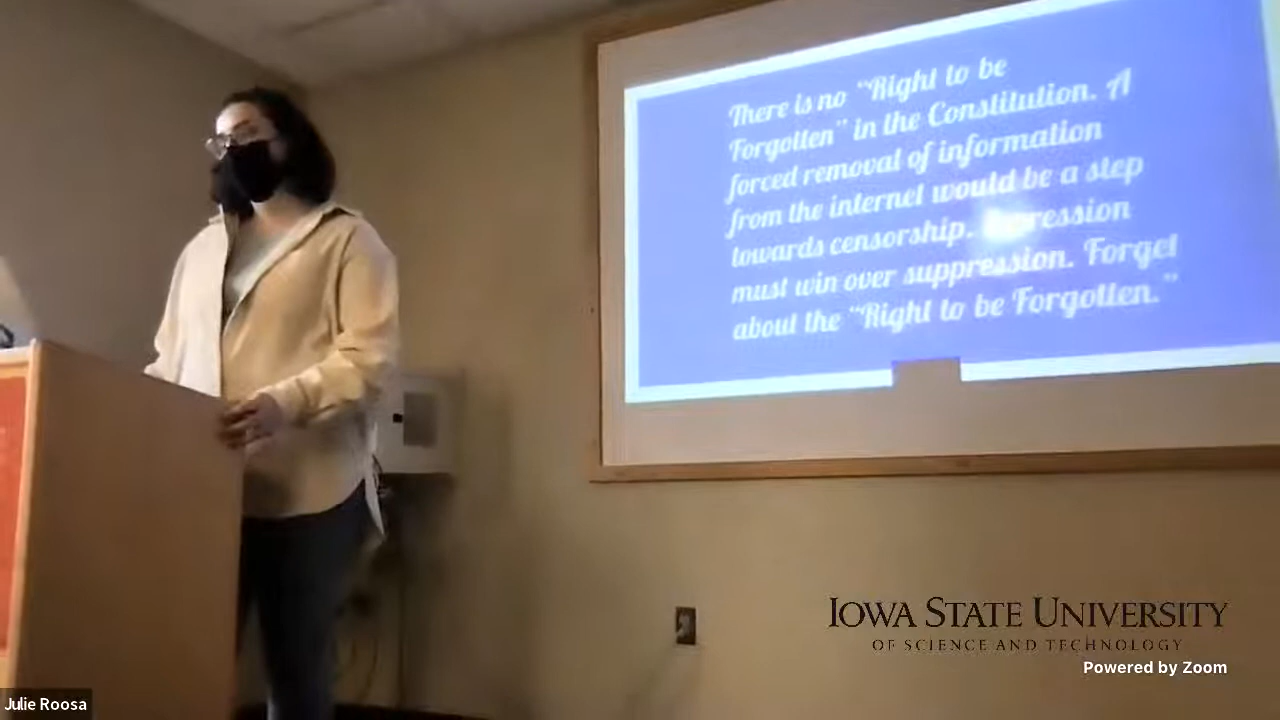 There is no “Right to be
Forgotten” in the Constitution. A
forced removal of information
from the internet would be a step
towards censorship.
must win over suppression. Forget
about the “Right to be Forgotten.”
IOWA STATE UNIVERSITY
OF SCIENCE AND TECHNOLOGY
Powered by Zoom
Julie Roosa